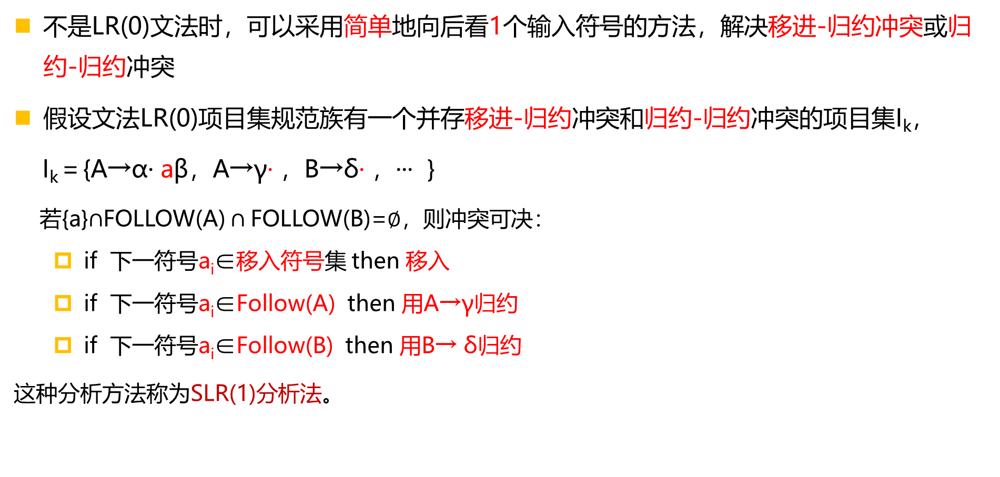 不是LR(0)文法时，可以采用简单地向后看1个输入符号的方法，解决移进-归约冲突或归
约-归约冲突
假设文法LR(0)项目集规范族有一个并存移进-归约冲突和归约-归约冲突的项目集Iₖ，
Iₖ = {A→α· aβ，A→γ· ，B→δ· ，··· }
若{a}∩FOLLOW(A) ∩ FOLLOW(B)=∅，则冲突可决：
if 下一符号aᵢ∈移入符号集 then 移入
if 下一符号aᵢ∈Follow(A) then 用A→γ归约
if 下一符号aᵢ∈Follow(B) then 用B→ δ归约
这种分析方法称为SLR(1)分析法。